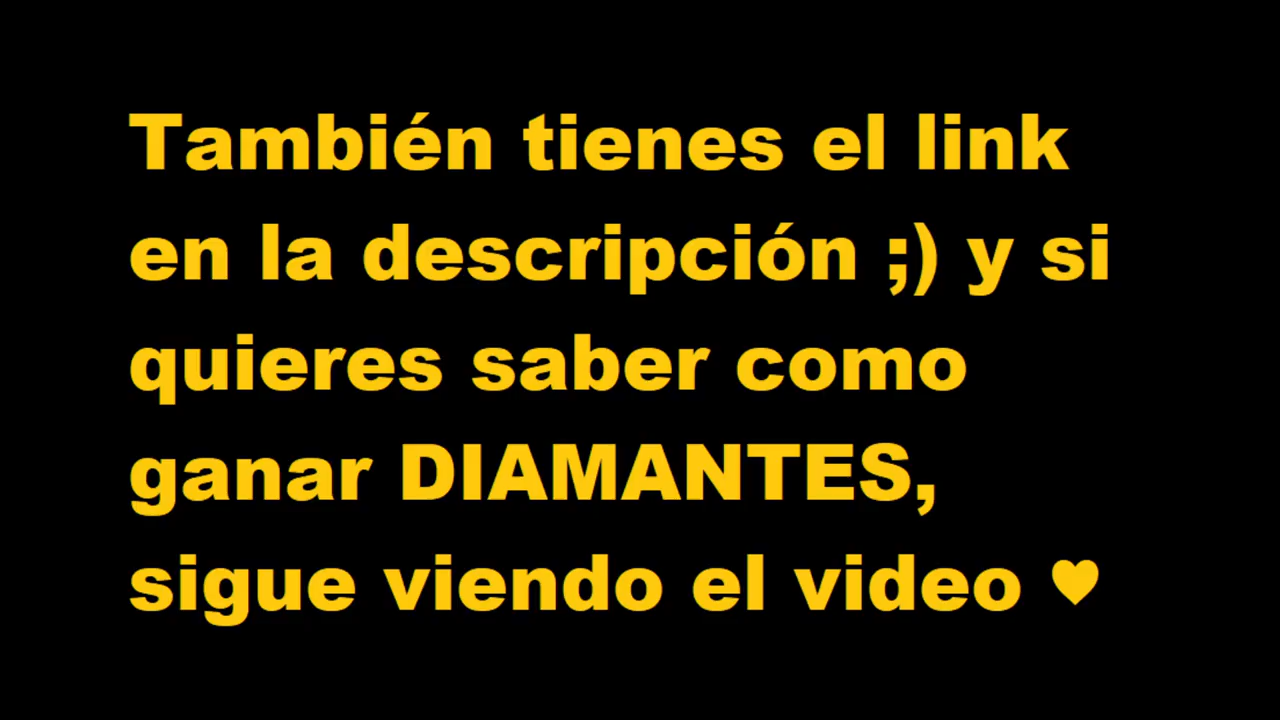 También tienes el link
en la descripción ;) y si
quieres saber como
ganar DIAMANTES,
sigue viendo el video ♥